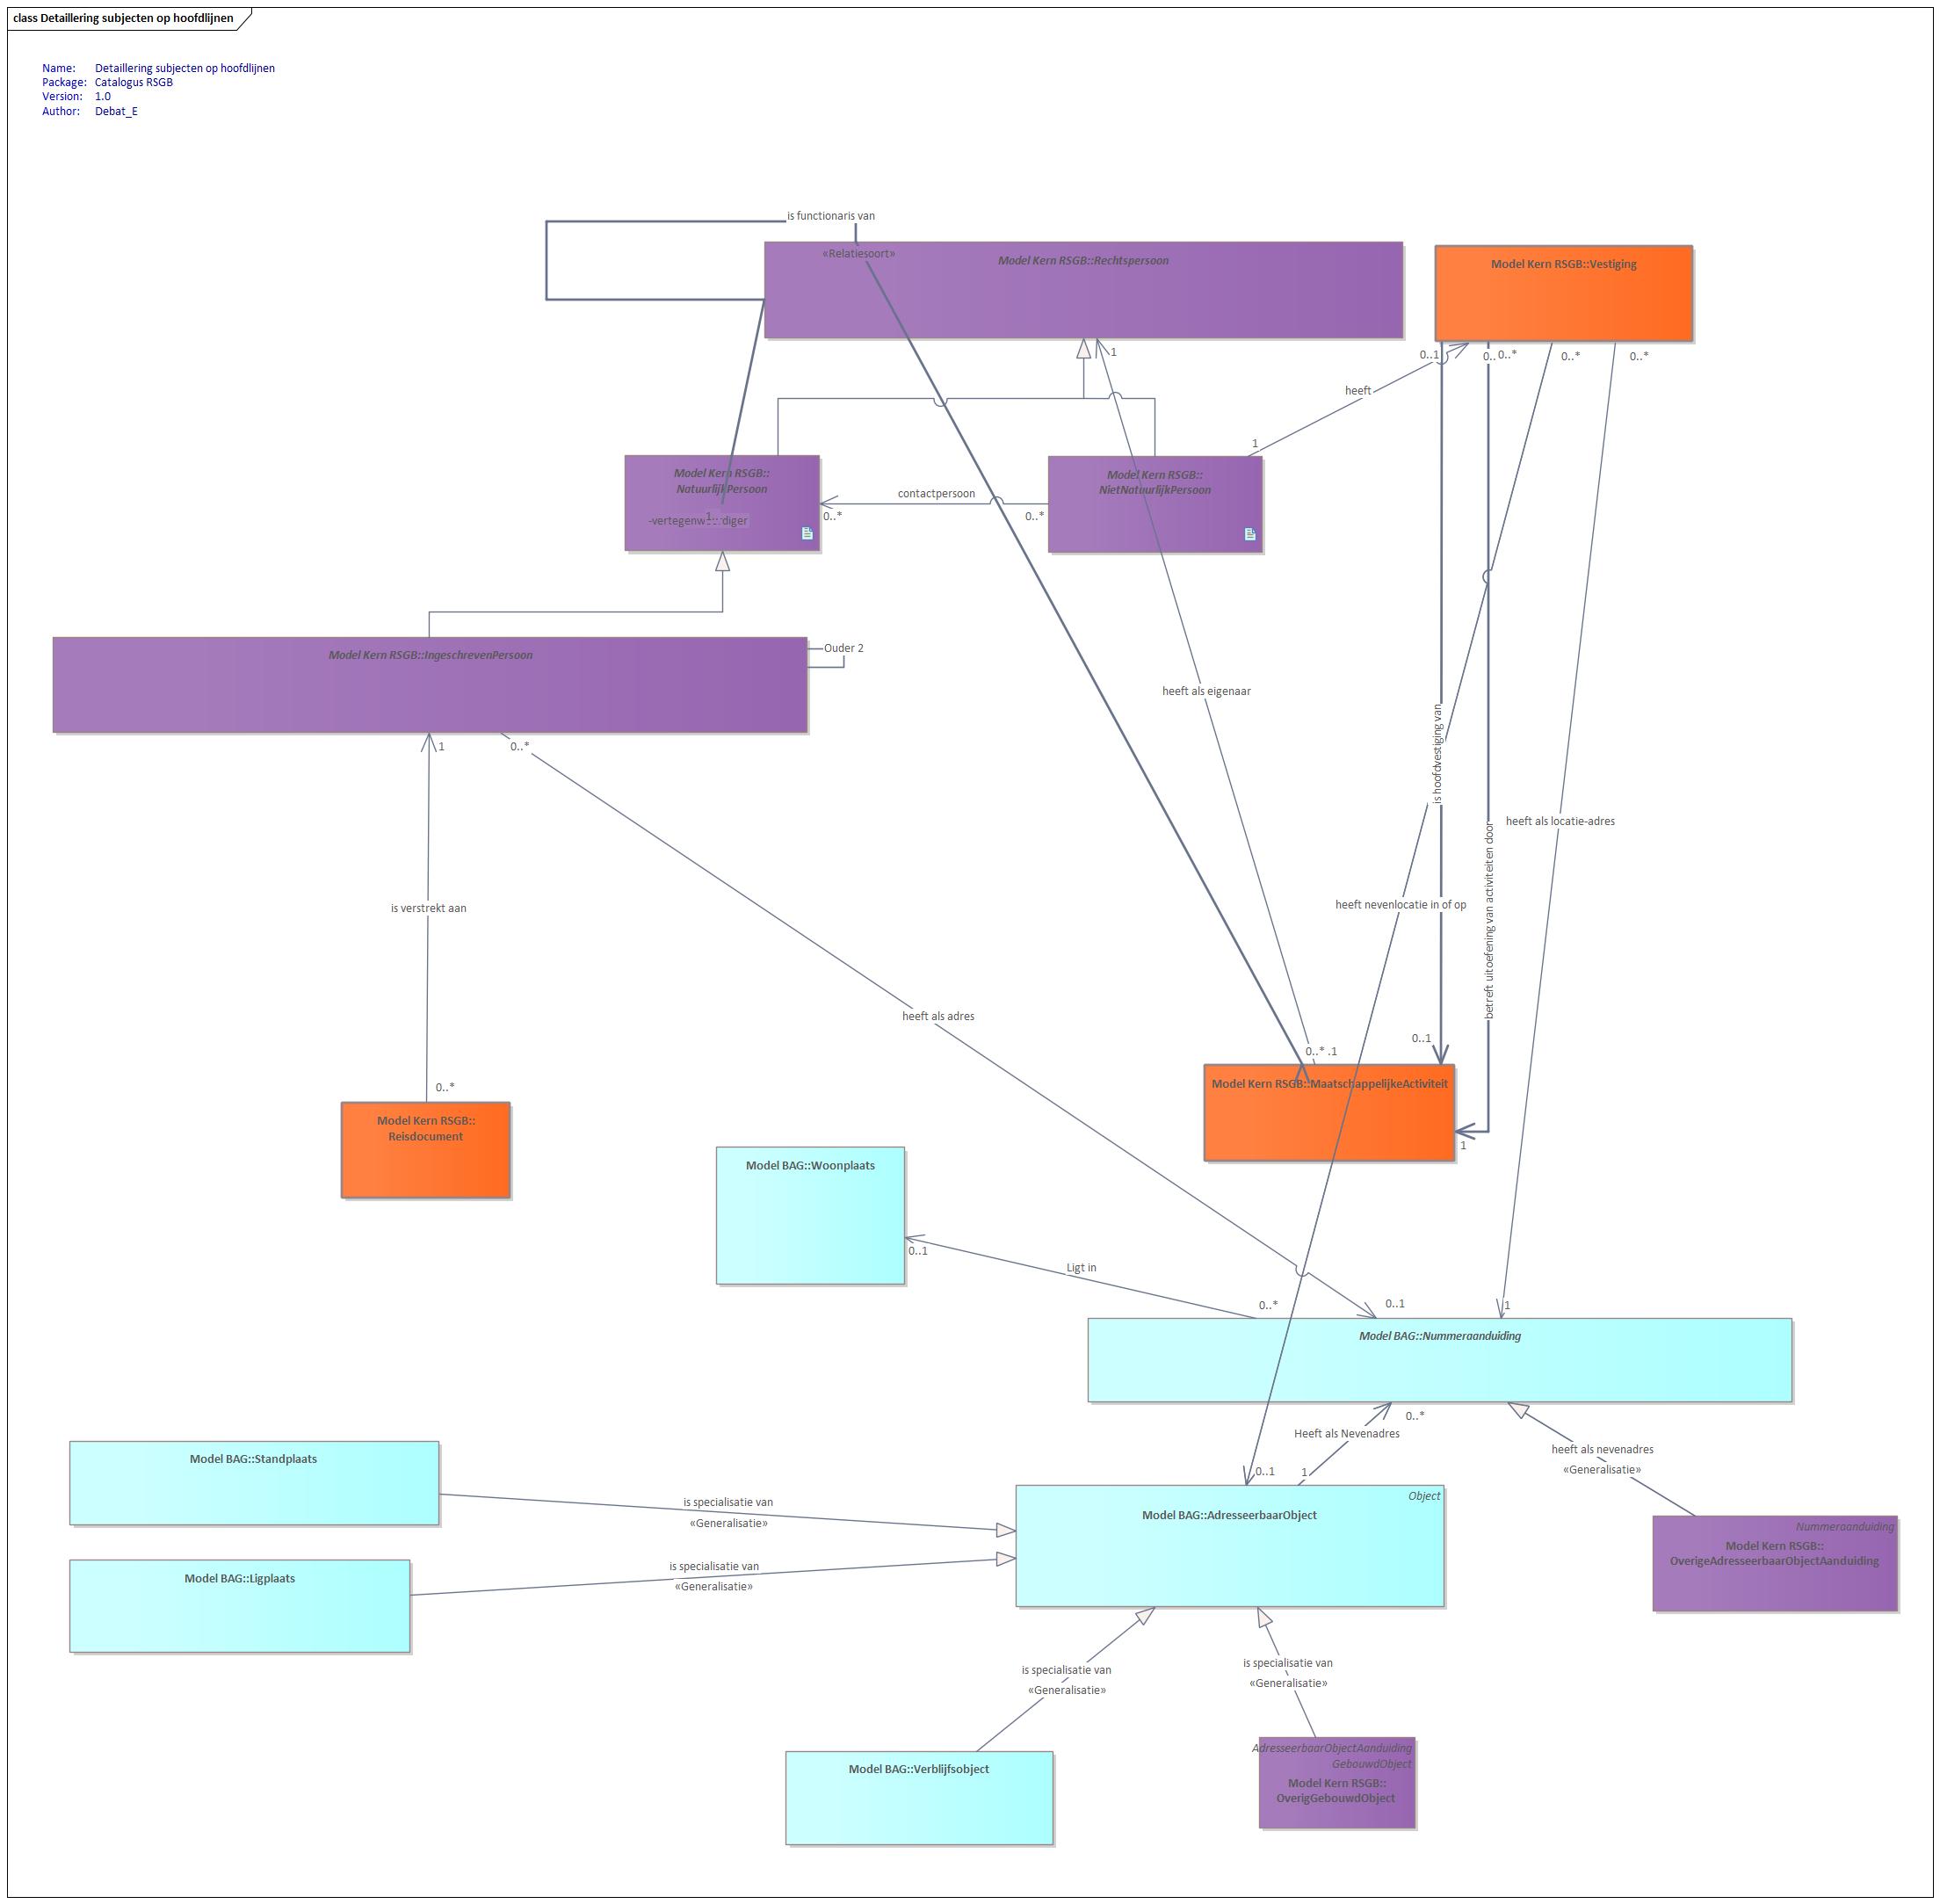 class Detaillering subjecten op hoofdlijnen
Name: Detaillering subjecten op hoofdlijnen
Package: Catalogus RSGB
Version: 1.0
Author: Debat_E
is functionaris van
«Relatiesoort»
Model Kern RSGB::Rechtspersoon
Model Kern RSGB::Vestiging
1
0..1
0..
0..*
0..*
0..*
heeft
1
Model Kern RSGB::
NatuurlijkPersoon
-vertegenwoordiger
1
0..*
contactpersoon
0..*
Model Kern RSGB::
NietNatuurlijkPersoon
Model Kern RSGB::IngeschrevenPersoon
Ouder 2
1
0..*
heeft als eigenaar
is hoofdvestiging van
betreft uitoefening van activiteiten door
heeft als locatie-adres
is verstrekt aan
heeft nevenlocatie in of op
heeft als adres
0..1
0..* .1
Model Kern RSGB::MaatschappelijkeActiviteit
1
0..*
Model Kern RSGB::
Reisdocument
Model BAG::Woonplaats
0..1
Ligt in
0..*
0..1
1
Model BAG::Nummeraanduiding
0..*
Heeft als Nevenadres
1
0..1
heeft als nevenadres
«Generalisatie»
Model BAG::Standplaats
is specialisatie van
«Generalisatie»
Object
Model BAG::AdresseerbaarObject
Nummeraanduiding
Model Kern RSGB::
OverigeAdresseerbaarObjectAanduiding
Model BAG::Ligplaats
is specialisatie van
«Generalisatie»
is specialisatie van
«Generalisatie»
is specialisatie van
«Generalisatie»
Model BAG::Verblijfsobject
AdresseerbaarObjectAanduiding
GebouwdObject
Model Kern RSGB::
OverigGebouwdObject